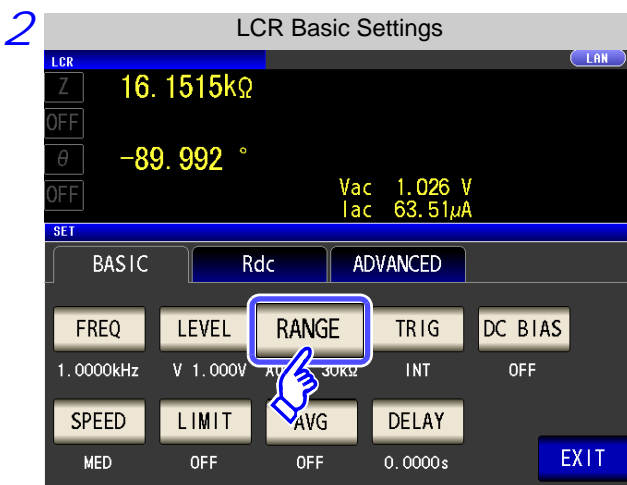 2
LCR Basic Settings
LCR LAN
Z 16.1515kΩ
OFF
θ -89.992 °
OFF Vac 1.026 V
Iac 63.51μA
SET
BASIC Rdc ADVANCED
FREQ LEVEL RANGE TRIG DC BIAS
1.0000kHz V 1.000V 30kΩ INT OFF
SPEED LIMIT AVG DELAY
MED OFF OFF 0.0000s EXIT